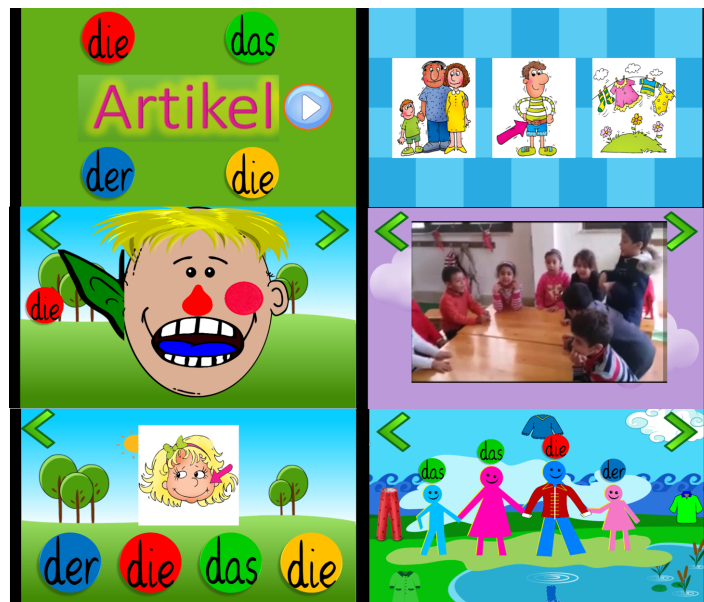 die das
Artikel
der die
die
der die das die
das das die der